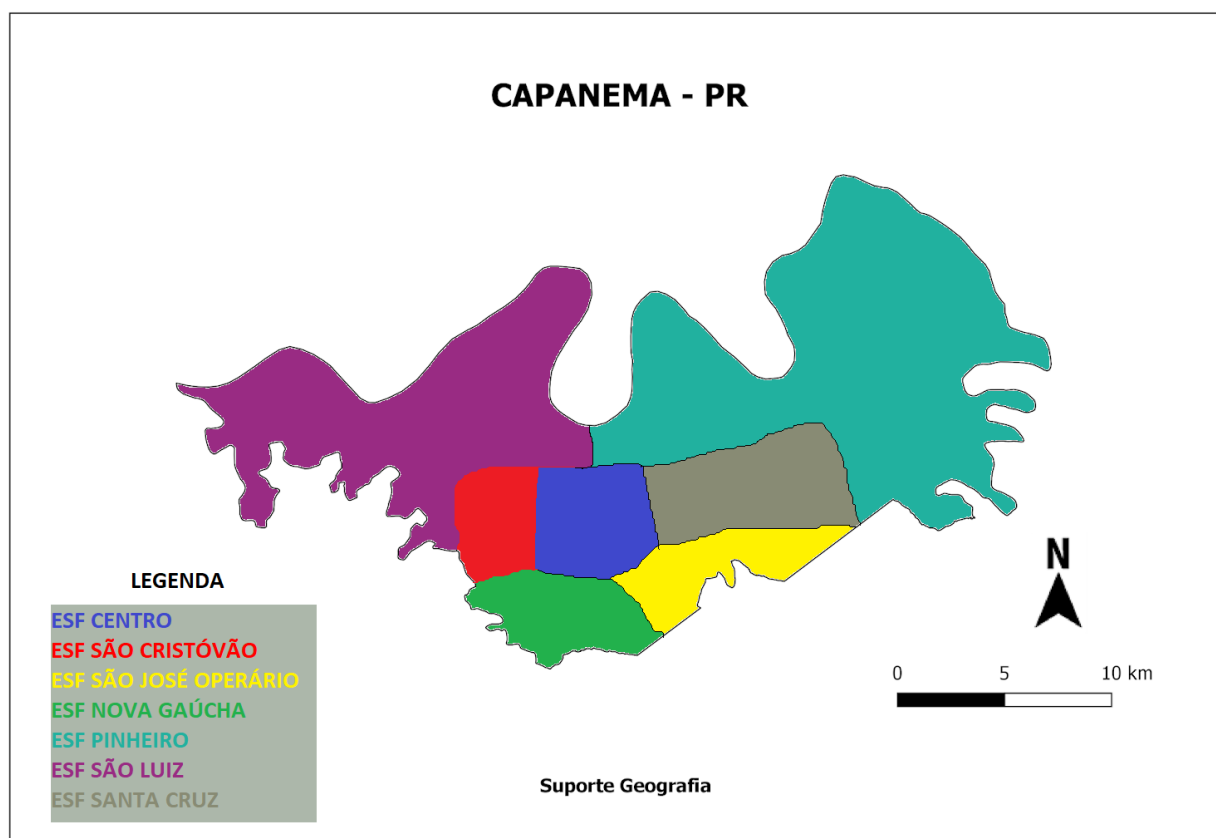 CAPANEMA - PR
N
0 5 10 km
LEGENDA
ESF CENTRO
ESF SÃO CRISTÓVÃO
ESF SÃO JOSÉ OPERÁRIO
ESF NOVA GAÚCHA
ESF PINHEIRO
ESF SÃO LUIZ
ESF SANTA CRUZ
Suporte Geografia